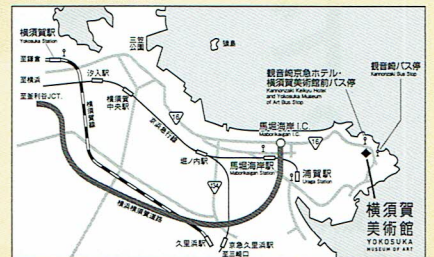 横須賀駅
Yokosuka Station
三笠
公園
猿島
至鎌倉
汐入駅
至横浜
横須賀
中央駅
至釜利谷JCT.
横須賀線
京浜急行線
16
観音崎京急ホテル・
横須賀美術館前バス停
Kannonzaki Keikyu Hotel
and Yokosuka Museum
of Art Bus Stop
観音崎バス停
Kannonzaki Bus Stop
馬堀海岸I.C.
Maborikaigan I.C.
16
堀ノ内駅
馬堀海岸駅
Maborikaigan Station
浦賀駅
Uraga Station
134
横浜横須賀道路
久里浜駅
京急久里浜駅
至三崎口
横須賀
美術館
YOKOSUKA
MUSEUM OF ART